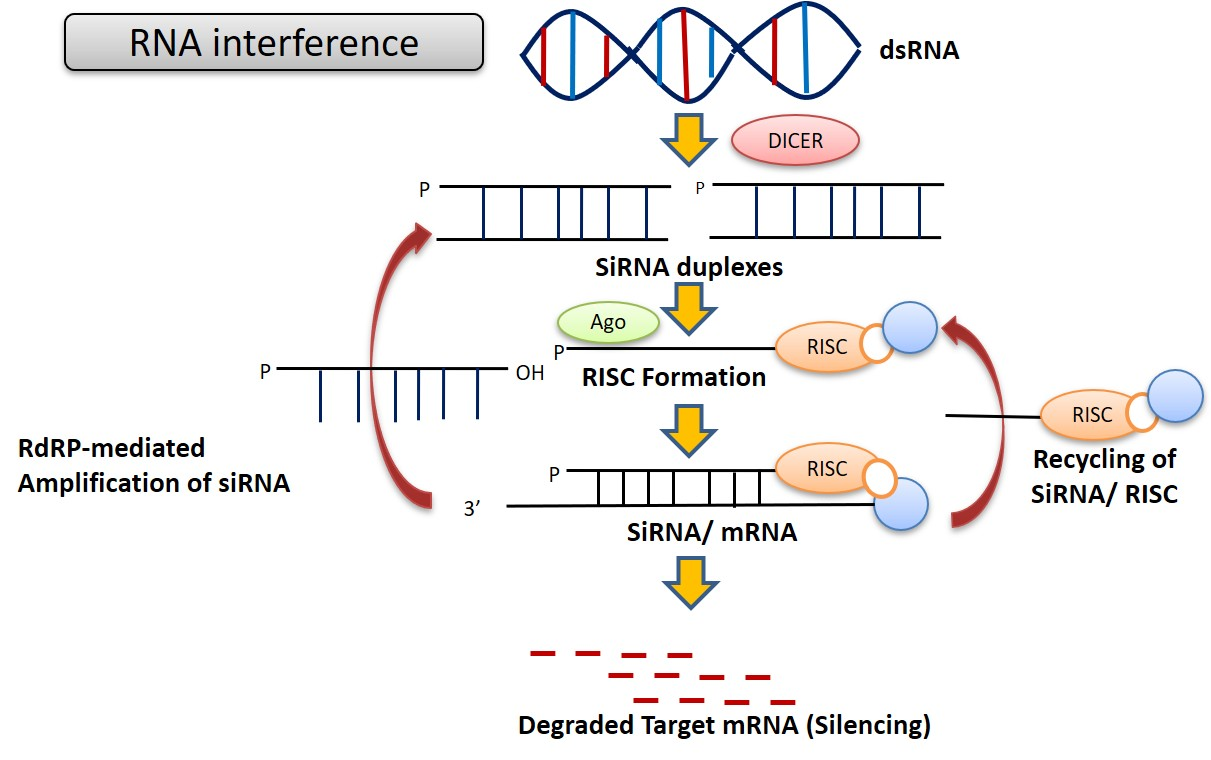 RNA interference
dsRNA
DICER
P
P
SiRNA duplexes
Ago
P
RISC
RISC Formation
P
OH
RISC
Recycling of
SiRNA/ RISC
RdRP-mediated
Amplification of siRNA
P
RISC
3’
SiRNA/ mRNA
Degraded Target mRNA (Silencing)